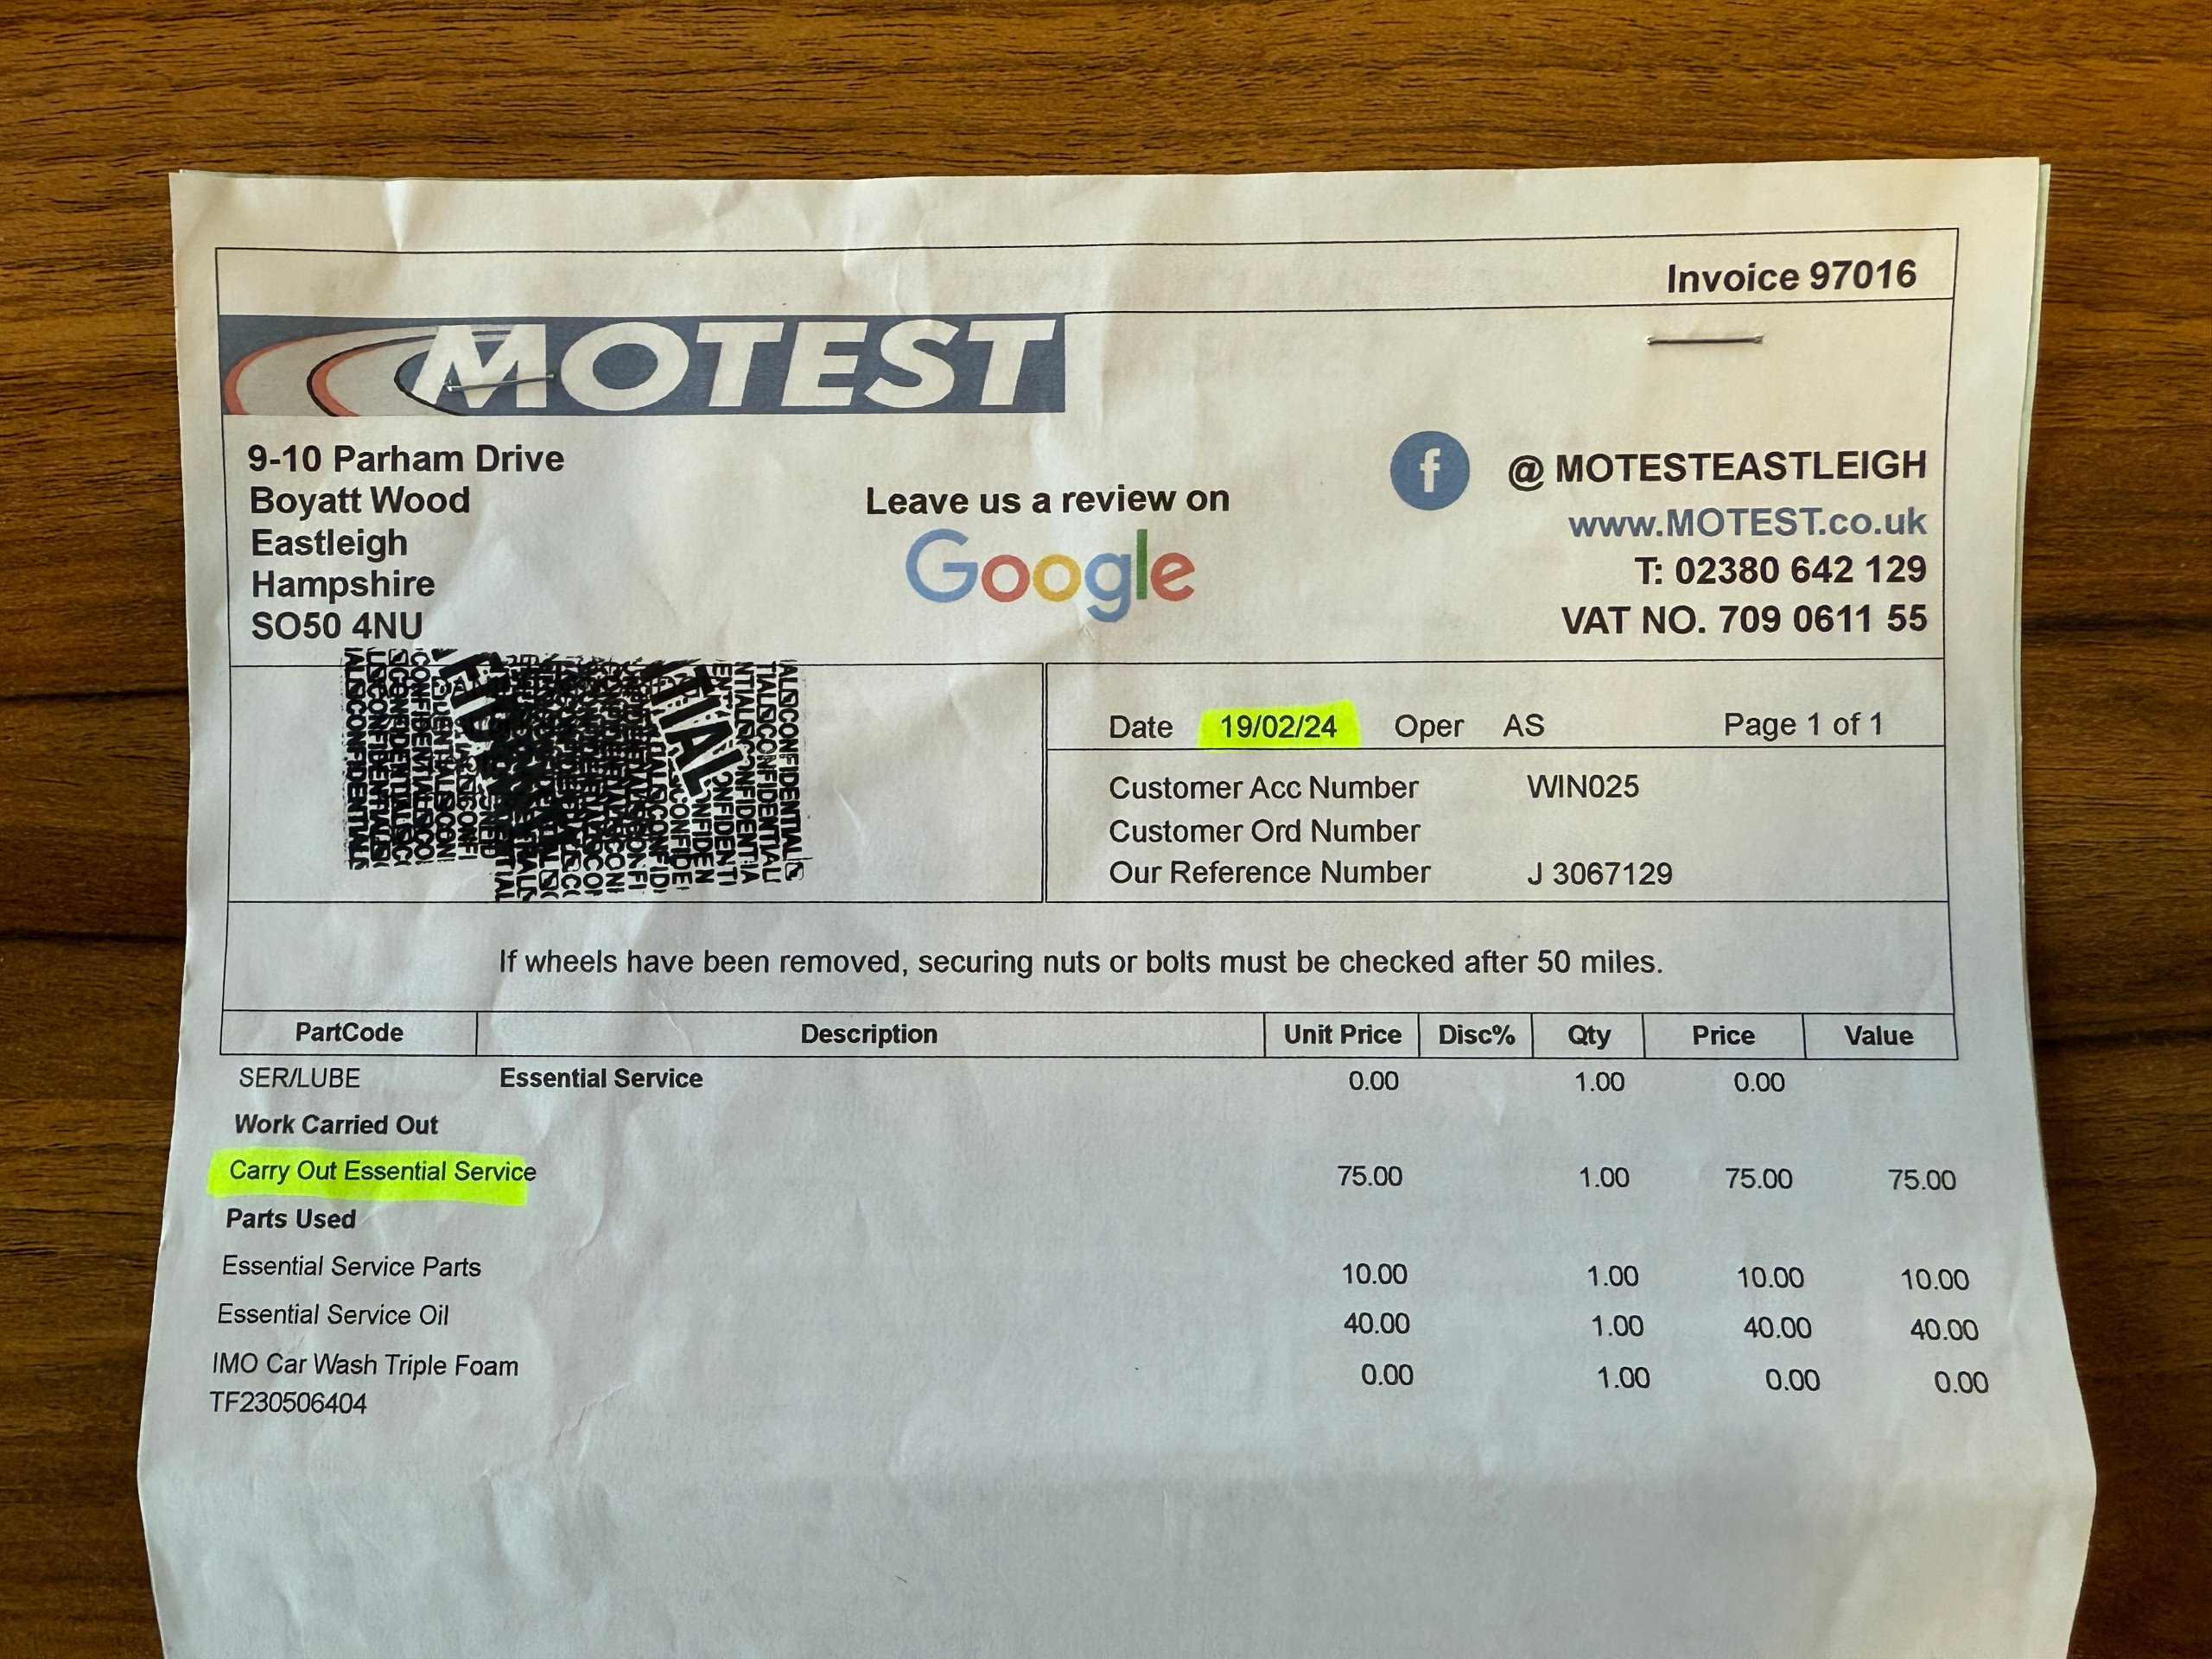 Invoice 97016
MOTEST
9-10 Parham Drive
Boyatt Wood
Eastleigh
Hampshire
SO50 4NU
Leave us a review on
Google
f @ MOTESTEASTLEIGH
www.MOTEST.co.uk
T: 02380 642 129
VAT NO. 709 0611 55
Date 19/02/24 Oper AS Page 1 of 1
Customer Acc Number WIN025
Customer Ord Number
Our Reference Number J 3067129
If wheels have been removed, securing nuts or bolts must be checked after 50 miles.
PartCode Description Unit Price Disc% Qty Price Value
SER/LUBE Essential Service 0.00 1.00 0.00
Work Carried Out
Carry Out Essential Service 75.00 1.00 75.00 75.00
Parts Used
Essential Service Parts 10.00 1.00 10.00 10.00
Essential Service Oil 40.00 1.00 40.00 40.00
IMO Car Wash Triple Foam 0.00 1.00 0.00 0.00
TF230506404